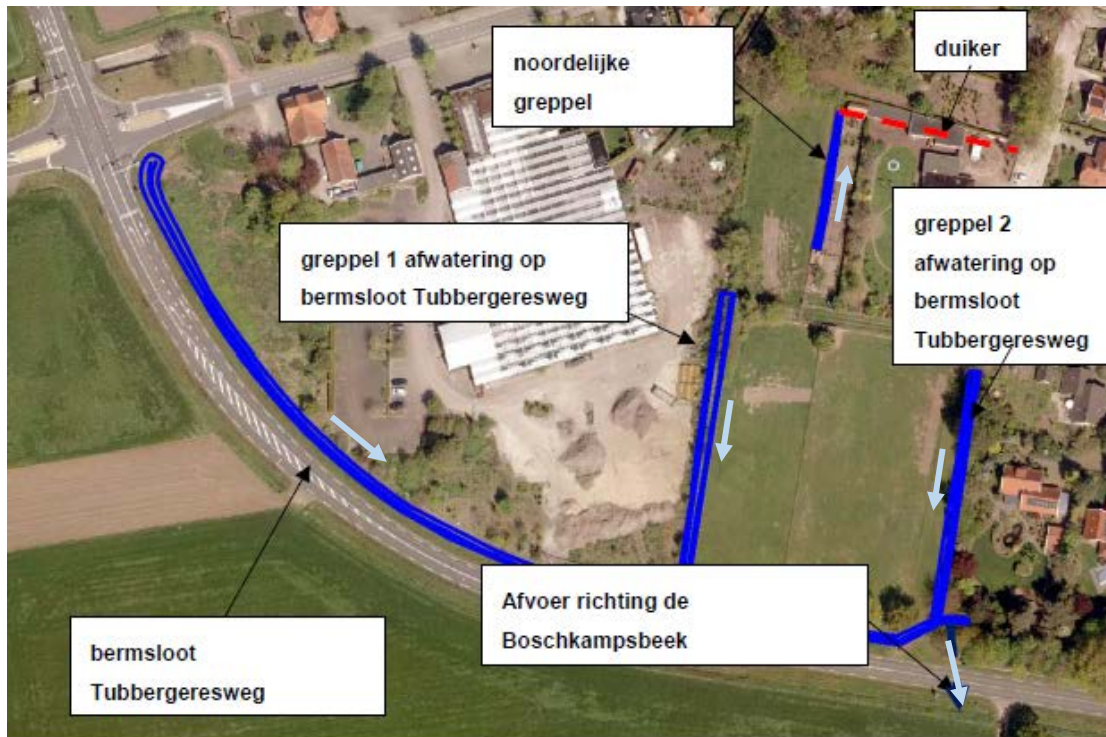 noordelijke
greppel
duiker
greppel 1 afwatering op
bermsloot Tubbergeresweg
greppel 2
afwatering op
bermsloot
Tubbergeresweg
Afvoer richting de
Boschkampsbeek
bermsloot
Tubbergeresweg